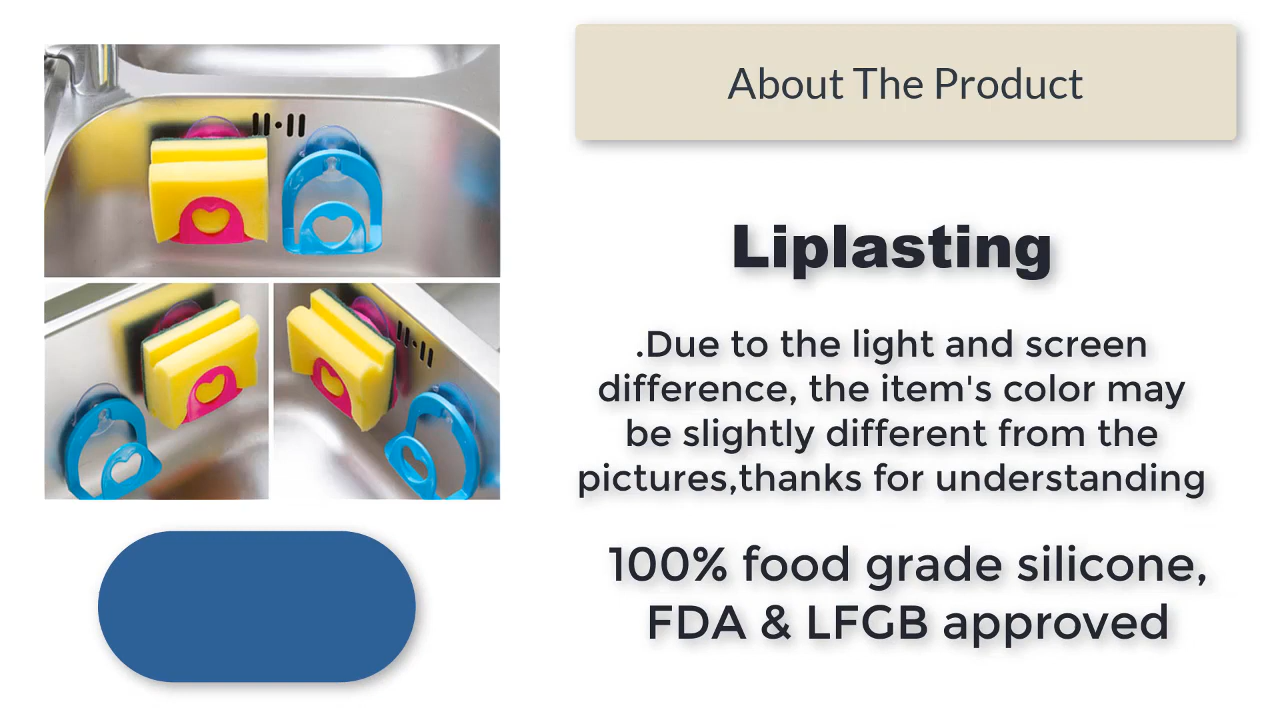 About The Product
Liplasting
.Due to the light and screen
difference, the item's color may
be slightly different from the
pictures,thanks for understanding
100% food grade silicone,
FDA & LFGB approved